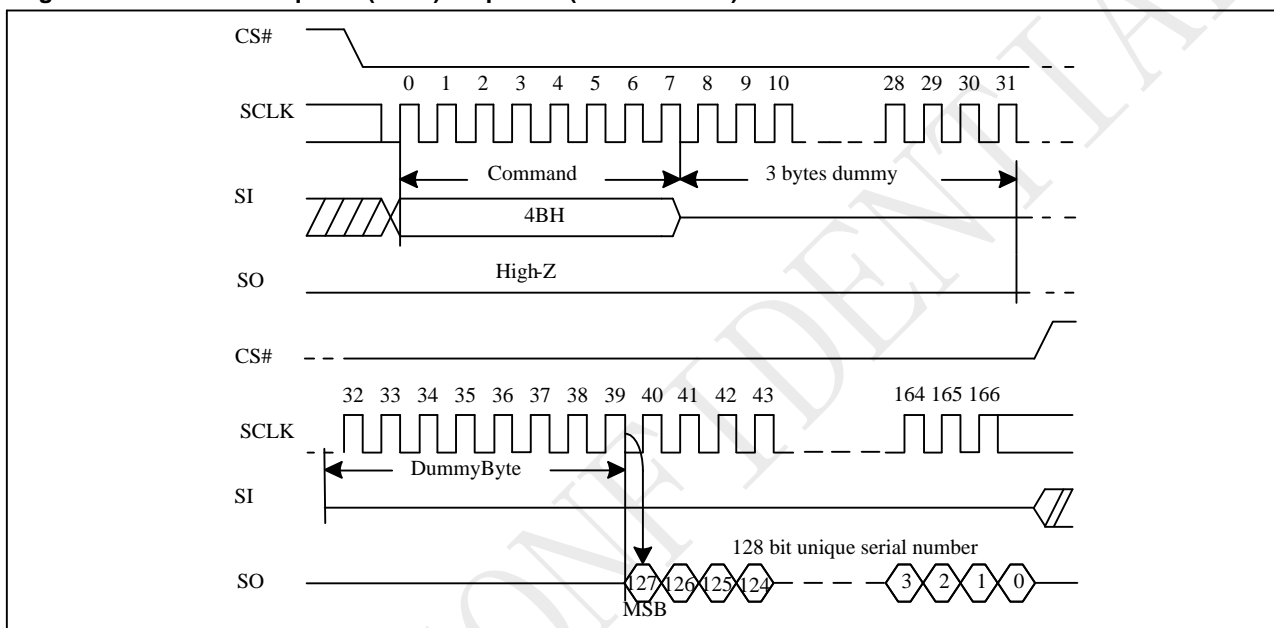 CS#
0 1 2 3 4 5 6 7 8 9 10 28 29 30 31
SCLK
Command 3 bytes dummy
SI
4BH
High-Z
SO
CS#
32 33 34 35 36 37 38 39 40 41 42 43 164 165 166
SCLK
DummyByte
SI
128 bit unique serial number
SO 127 126 125 124 3 2 1 0
MSB